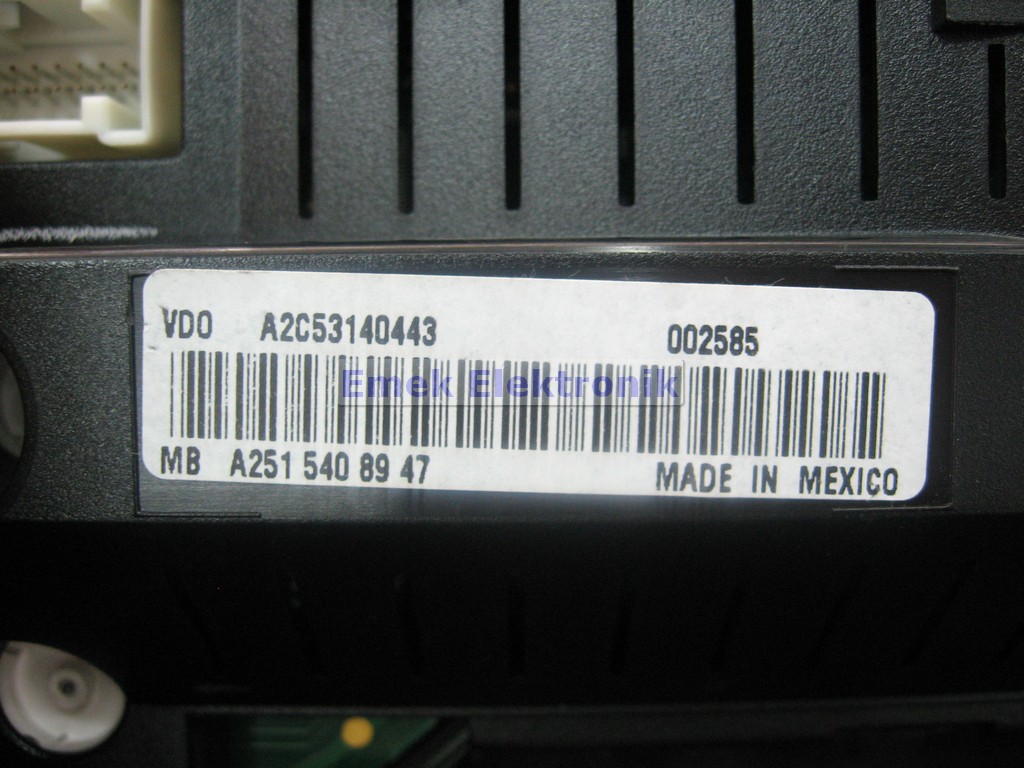 VDO A2C53140443 002585
Emek Elektronik
MB A251 540 89 47 MADE IN MEXICO